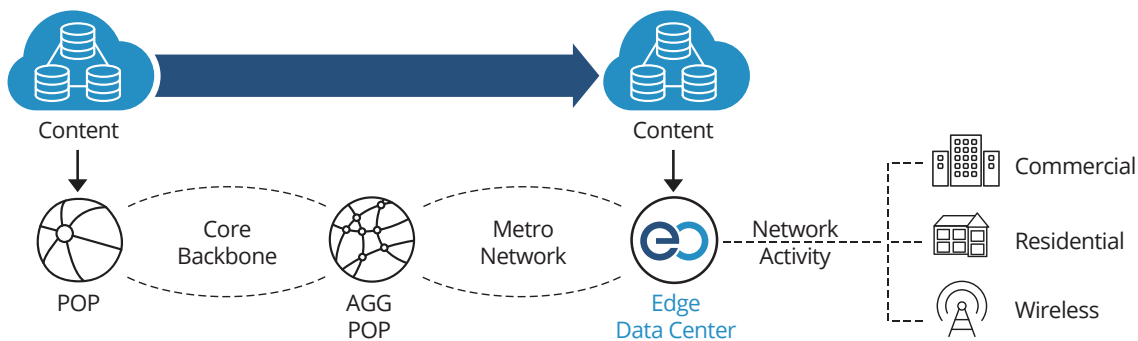 Content
Content
Commercial
Core
Backbone
Metro
Network
Network
Activity
Residential
POP
AGG
POP
Edge
Data Center
Wireless